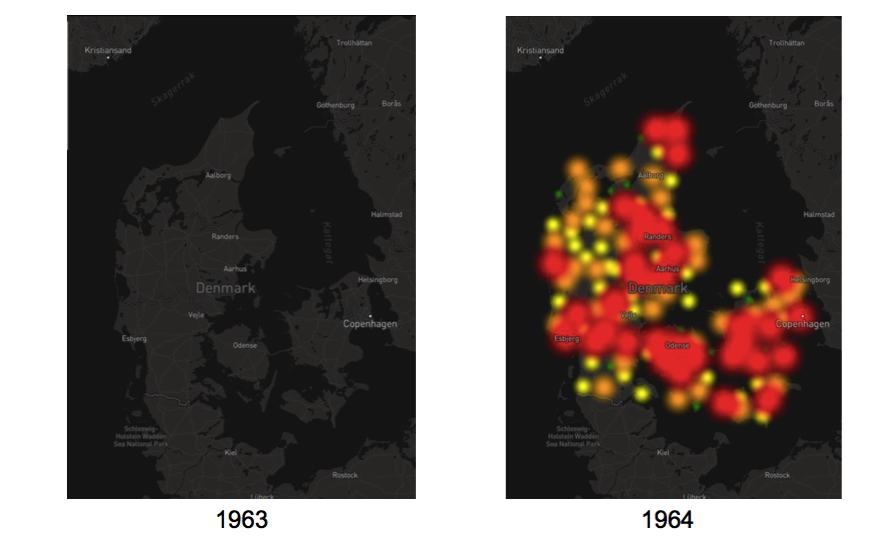 Kristiansand
Trollhättan
Skagerrak
Gothenburg
Borås
Aalborg
Halmstad
Randers
Kattegat
Aarhus
Helsingborg
Denmark
Vejle
Copenhagen
Esbjerg
Odense
Schleswig-
Holstein Wadden
Sea National Park
Kiel
Rostock
Lübeck
1963
Kristiansand
Trollhättan
Skagerrak
Gothenburg
Borås
Aalborg
Halmstad
Randers
Kattegat
Aarhus
Helsingborg
Denmark
Vejle
Copenhagen
Esbjerg
Odense
Schleswig-
Holstein Wadden
Sea National Park
Kiel
Rostock
Lübeck
1964